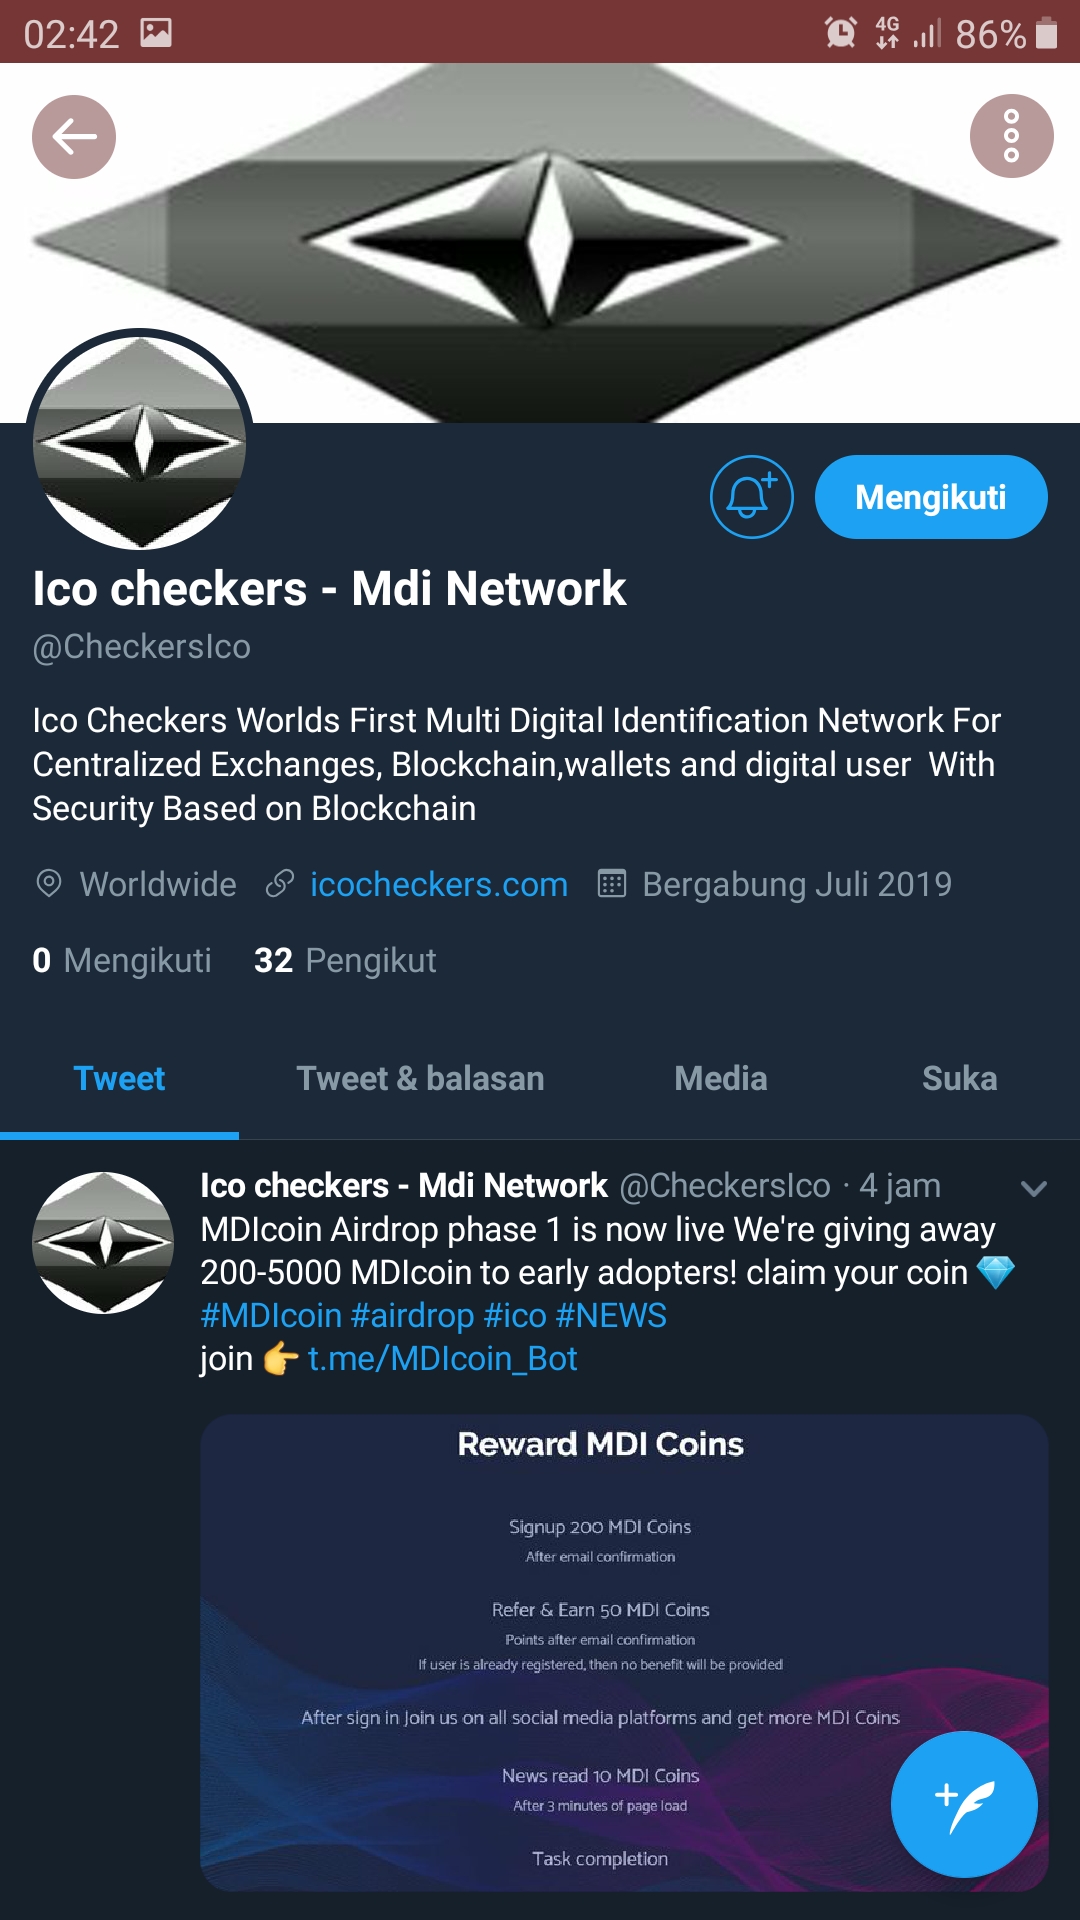 02:42
4G
86%
Mengikuti
Ico checkers - Mdi Network
@CheckersIco
Ico Checkers Worlds First Multi Digital Identification Network For
Centralized Exchanges, Blockchain,wallets and digital user  With
Security Based on Blockchain
Worldwide icocheckers.com Bergabung Juli 2019
0 Mengikuti 32 Pengikut
Tweet Tweet & balasan Media Suka
Ico checkers - Mdi Network @CheckersIco · 4 jam
MDIcoin Airdrop phase 1 is now live We're giving away
200-5000 MDIcoin to early adopters! claim your coin 💎
#MDIcoin #airdrop #ico #NEWS
join 👉 t.me/MDIcoin_Bot
Reward MDI Coins
Signup 200 MDI Coins
After email confirmation
Refer & Earn 50 MDI Coins
Points after email confirmation
If user is already registered, then no benefit will be provided
After sign in Join us on all social media platforms and get more MDI Coins
News read 10 MDI Coins
After 3 minutes of page load
Task completion